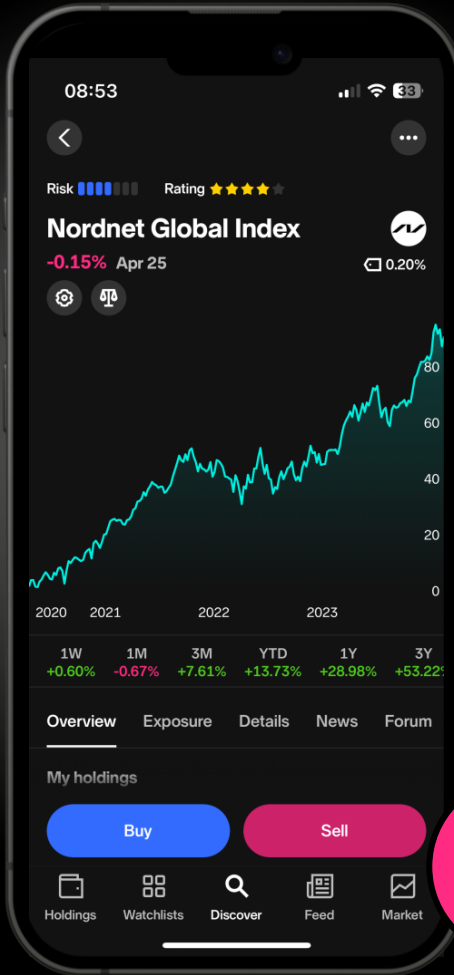 08:53 33
Risk Rating
Nordnet Global Index
-0.15% Apr 25 0.20%
80
60
40
20
0
2020 2021 2022 2023
1W 1M 3M YTD 1Y 3Y
+0.60% -0.67% +7.61% +13.73% +28.98% +53.22
Overview Exposure Details News Forum
My holdings
Buy Sell
Holdings Watchlists Discover Feed Market